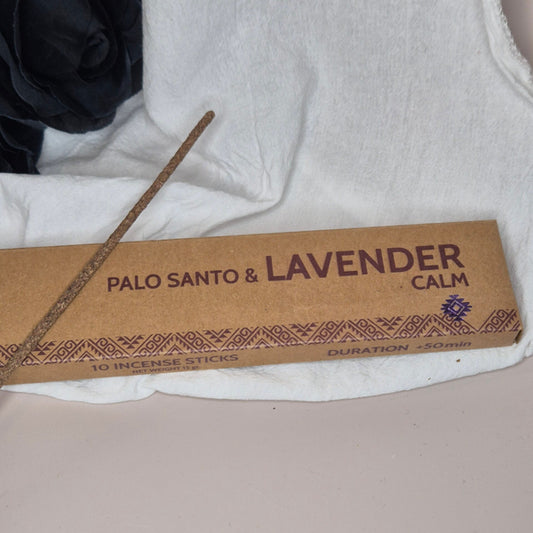 PALO SANTO & LAVENDER
CALM
10 INCENSE STICKS
DURATION +50min